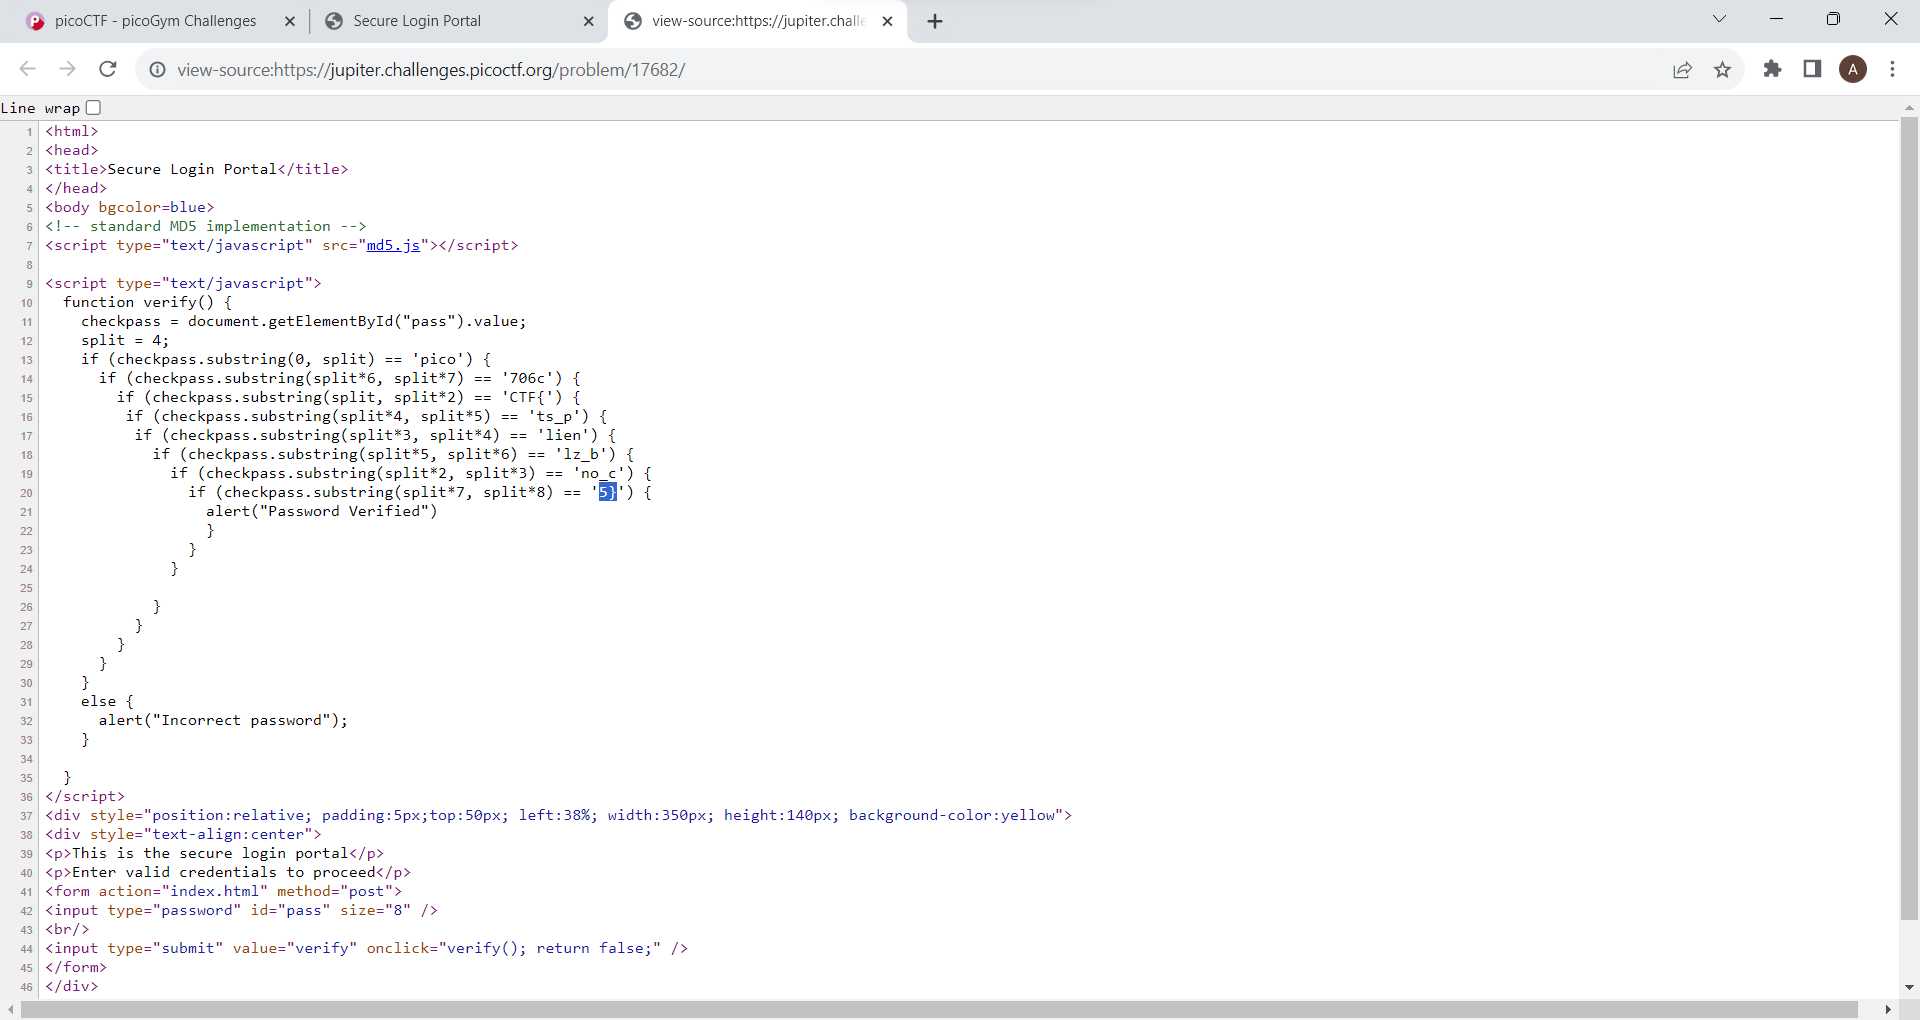 picoCTF - picoGym Challenges
Secure Login Portal
view-source:https://jupiter.challe
view-source:https://jupiter.challenges.picoctf.org/problem/17682/
A
Line wrap
1 <html>
2 <head>
3 <title>Secure Login Portal</title>
4 </head>
5 <body bgcolor=blue>
6 <!-- standard MD5 implementation -->
7 <script type="text/javascript" src="md5.js"></script>
8
9 <script type="text/javascript">
10   function verify() {
11     checkpass = document.getElementById("pass").value;
12     split = 4;
13     if (checkpass.substring(0, split) == 'pico') {
14       if (checkpass.substring(split*6, split*7) == '706c') {
15         if (checkpass.substring(split, split*2) == 'CTF{') {
16          if (checkpass.substring(split*4, split*5) == 'ts_p') {
17           if (checkpass.substring(split*3, split*4) == 'lien') {
18             if (checkpass.substring(split*5, split*6) == 'lz_b') {
19               if (checkpass.substring(split*2, split*3) == 'no_c') {
20                 if (checkpass.substring(split*7, split*8) == '5}') {
21                   alert("Password Verified")
22                   }
23                 }
24               }
25
26             }
27           }
28         }
29       }
30     }
31     else {
32       alert("Incorrect password");
33     }
34
35   }
36 </script>
37 <div style="position:relative; padding:5px;top:50px; left:38%; width:350px; height:140px; background-color:yellow">
38 <div style="text-align:center">
39 <p>This is the secure login portal</p>
40 <p>Enter valid credentials to proceed</p>
41 <form action="index.html" method="post">
42 <input type="password" id="pass" size="8" />
43 <br/>
44 <input type="submit" value="verify" onclick="verify(); return false;" />
45 </form>
46 </div>